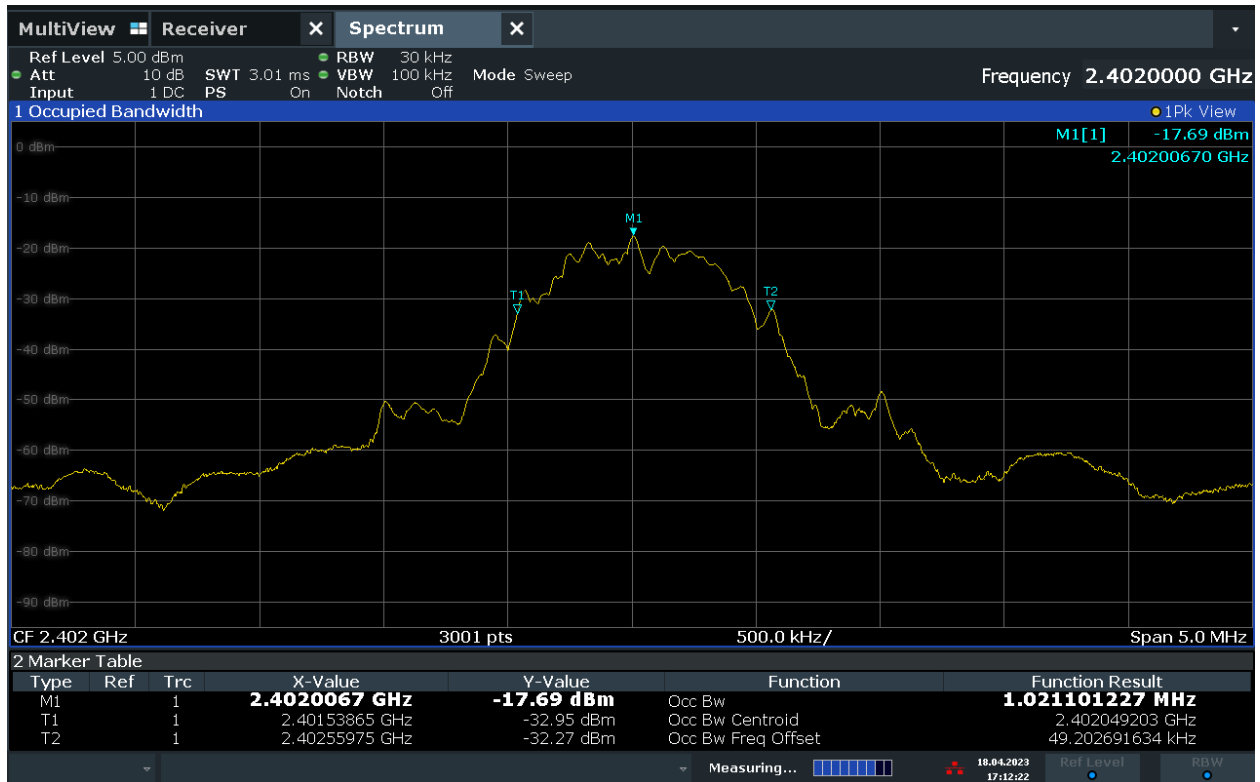 MultiView Receiver X Spectrum X
Ref Level 5.00 dBm RBW 30 kHz
Att 10 dB SWT 3.01 ms VBW 100 kHz Mode Sweep Frequency 2.4020000 GHz
Input 1 DC PS On Notch Off
1 Occupied Bandwidth 1Pk View
M1[1] -17.69 dBm
0 dBm
2.40200670 GHz
-10 dBm
M1
-20 dBm
T1 T2
-30 dBm
-40 dBm
-50 dBm
-60 dBm
-70 dBm
-80 dBm
-90 dBm
CF 2.402 GHz 3001 pts 500.0 kHz/ Span 5.0 MHz
2 Marker Table
Type Ref Trc X-Value Y-Value Function Function Result
M1 1 2.4020067 GHz -17.69 dBm Occ Bw 1.021101227 MHz
T1 1 2.40153865 GHz -32.95 dBm Occ Bw Centroid 2.402049203 GHz
T2 1 2.40255975 GHz -32.27 dBm Occ Bw Freq Offset 49.202691634 kHz
Measuring... 18.04.2023 Ref Level RBW
17:12:22